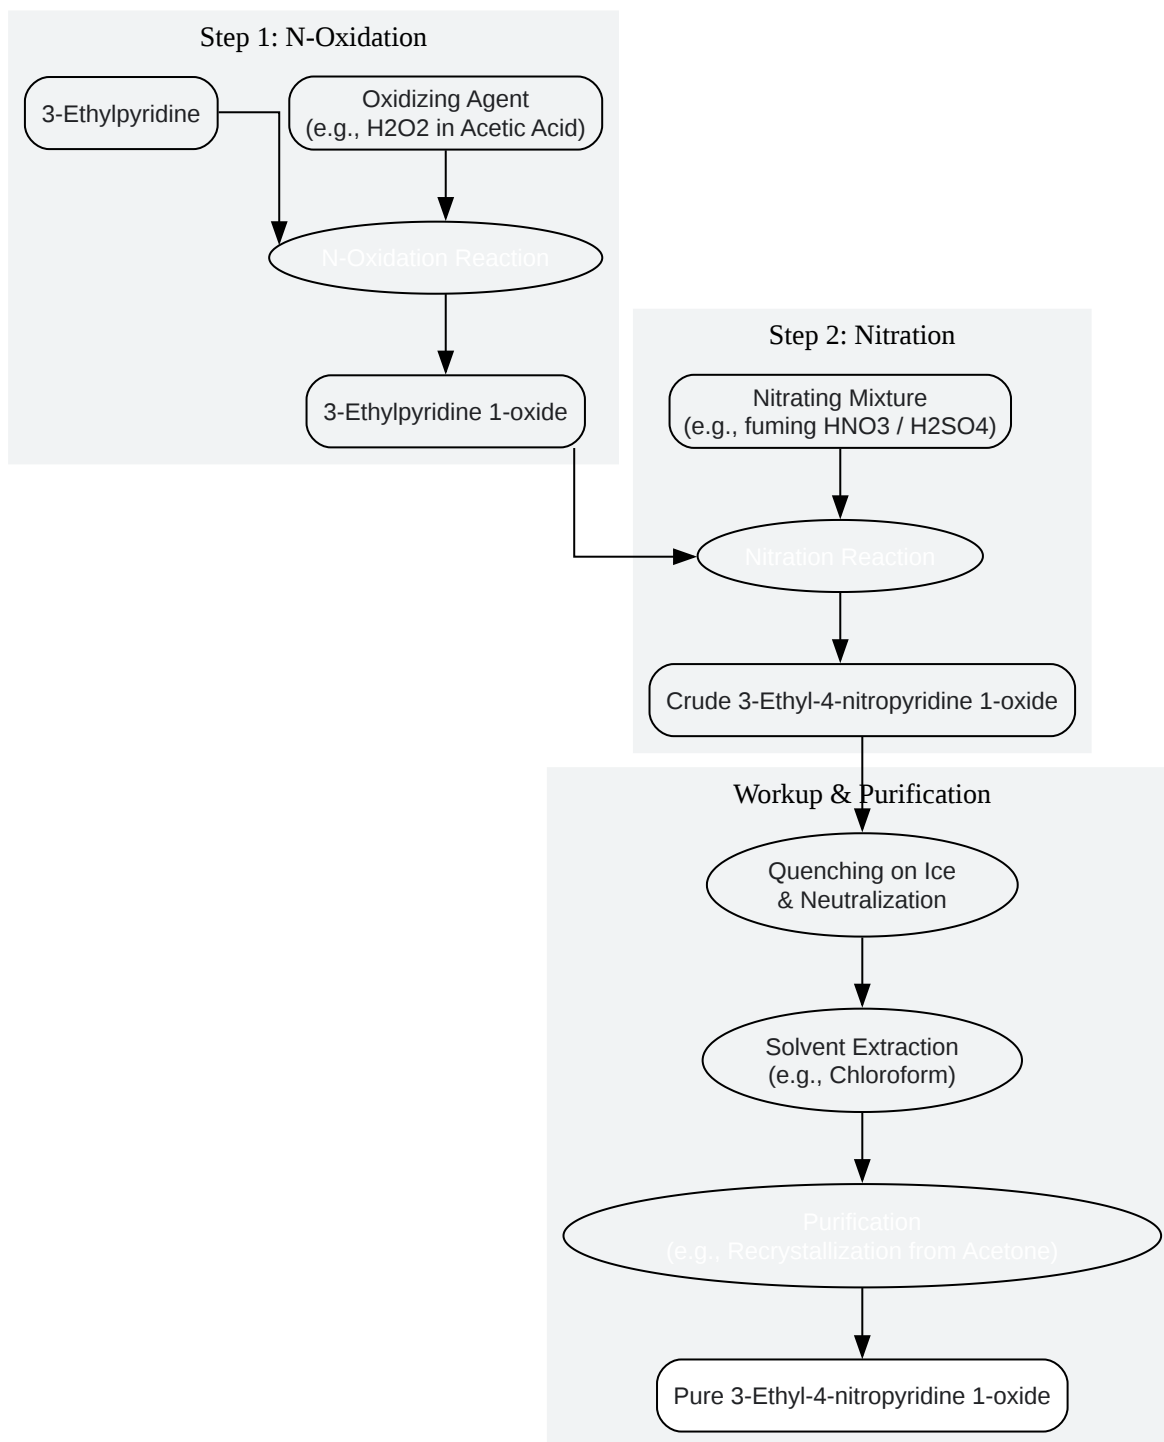 Step 1: N-Oxidation
3-Ethylpyridine
Oxidizing Agent
(e.g., H2O2 in Acetic Acid)
N-Oxidation Reaction
3-Ethylpyridine 1-oxide
Step 2: Nitration
Nitrating Mixture
(e.g., fuming HNO3 / H2SO4)
Nitration Reaction
Crude 3-Ethyl-4-nitropyridine 1-oxide
Workup & Purification
Quenching on Ice
& Neutralization
Solvent Extraction
(e.g., Chloroform)
Purification
(e.g., Recrystallization from Acetone)
Pure 3-Ethyl-4-nitropyridine 1-oxide